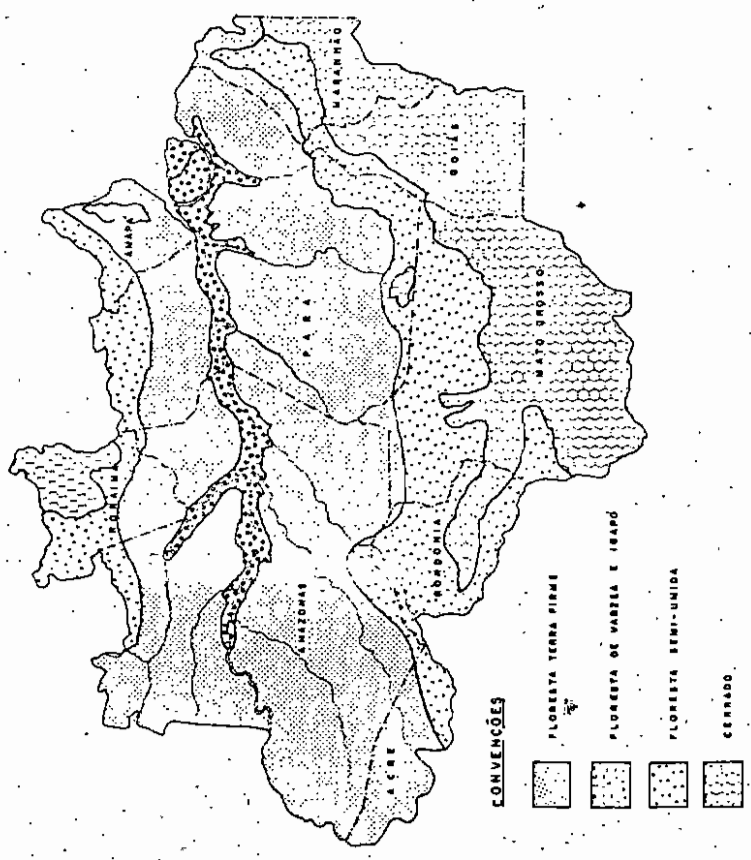 RORAIMA
AMAPÁ
AMAZONAS
PARÁ
MARANHÃO
ACRE
RONDÔNIA
GOIÁS
MATO GROSSO
CONVENÇÕES
FLORESTA TERRA FIRME
FLORESTA DE VARZEA E IGAPÓ
FLORESTA SEMI-UMIDA
CERRADO